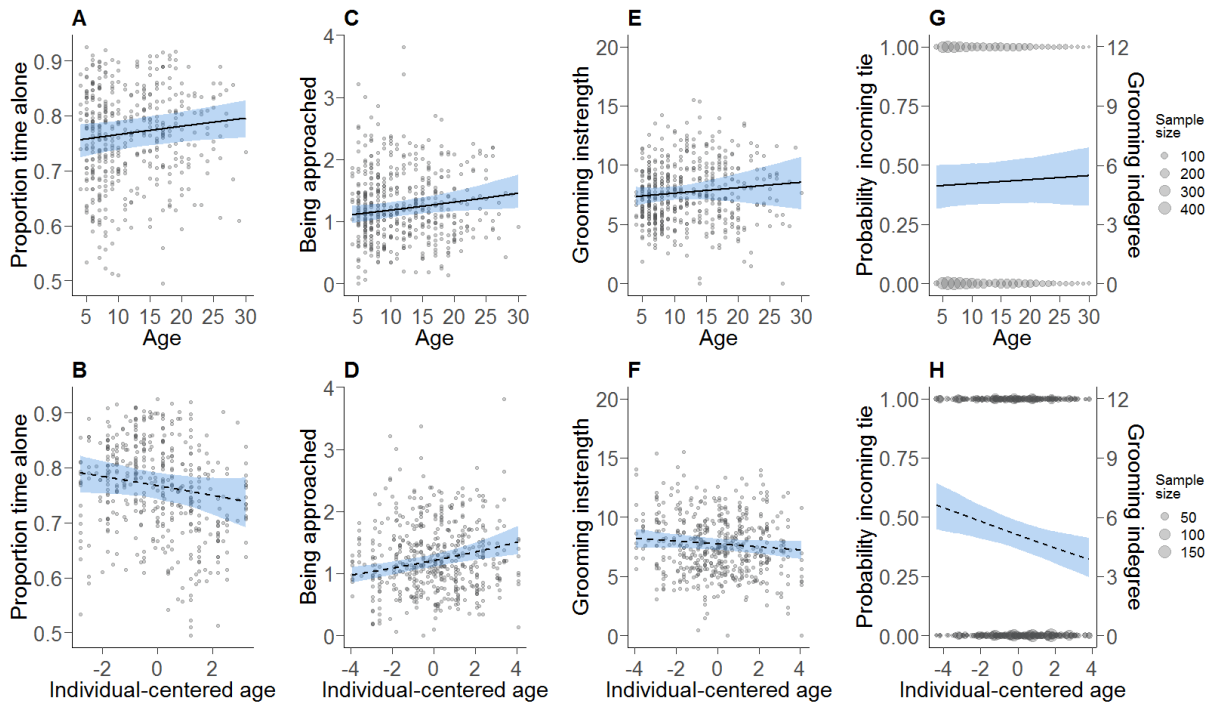 A
Proportion time alone
0.9
0.8
0.7
0.6
0.5
5 10 15 20 25 30
Age
C
Being approached
4
3
2
1
0
5 10 15 20 25 30
Age
E
Grooming instrength
20
15
10
5
0
5 10 15 20 25 30
Age
G
Probability incoming tie
1.00
0.75
0.50
0.25
0.00
12
9
6
3
0
Grooming indegree
5 10 15 20 25 30
Age
Sample
size
100
200
300
400
B
Proportion time alone
0.9
0.8
0.7
0.6
0.5
-2 0 2
Individual-centered age
D
Being approached
4
3
2
1
0
-4 -2 0 2 4
Individual-centered age
F
Grooming instrength
20
15
10
5
0
-4 -2 0 2 4
Individual-centered age
H
Probability incoming tie
1.00
0.75
0.50
0.25
0.00
12
9
6
3
0
Grooming indegree
-4 -2 0 2 4
Individual-centered age
Sample
size
50
100
150